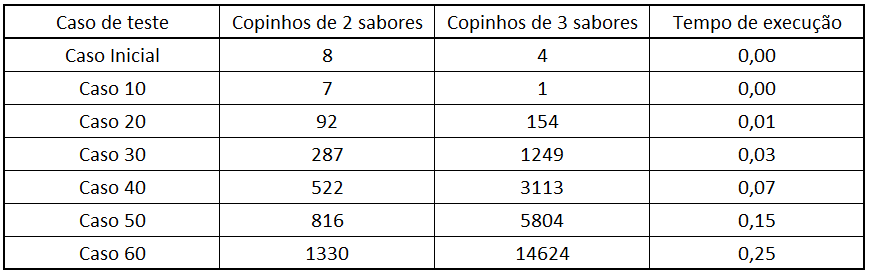 Caso de teste Copinhos de 2 sabores Copinhos de 3 sabores Tempo de execução
Caso Inicial 8 4 0,00
Caso 10 7 1 0,00
Caso 20 92 154 0,01
Caso 30 287 1249 0,03
Caso 40 522 3113 0,07
Caso 50 816 5804 0,15
Caso 60 1330 14624 0,25